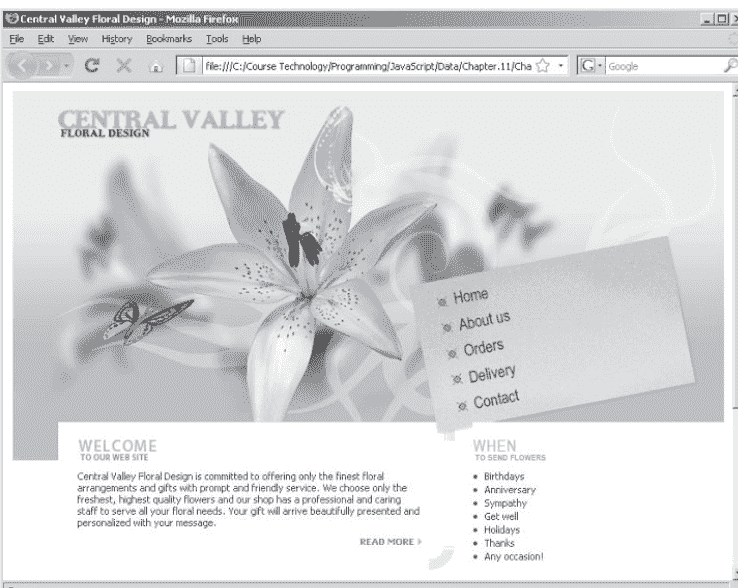 Central Valley Floral Design - Mozilla Firefox
File Edit View History Bookmarks Tools Help
file:///C:/Course Technology/Programming/JavaScript/Data/Chapter.11/Cha
G Google
CENTRAL VALLEY
FLORAL DESIGN
Home
About us
Orders
Delivery
Contact
WELCOME
TO OUR WEB SITE
Central Valley Floral Design is committed to offering only the finest floral
arrangements and gifts with prompt and friendly service. We choose only the
freshest, highest quality flowers and our shop has a professional and caring
staff to serve all your floral needs. Your gift will arrive beautifully presented and
personalized with your message.
READ MORE
WHEN
TO SEND FLOWERS
Birthdays
Anniversary
Sympathy
Get well
Holidays
Thanks
Any occasion!